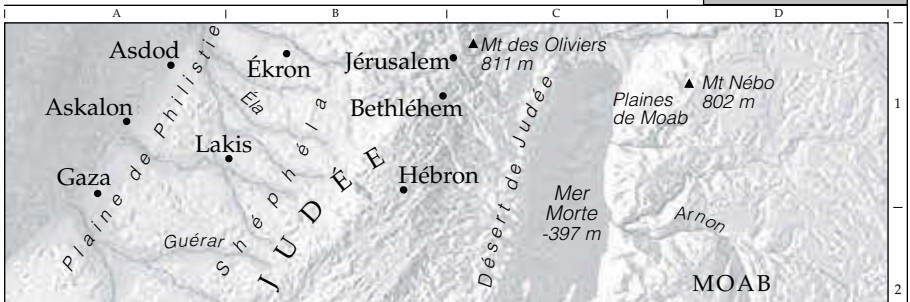 A B C D
Asdod
Ékron
Jérusalem
Mt des Oliviers
811 m
Mt Nébo
802 m
Plaines
de Moab
Askalon
Éla
Bethléhem
1
Plaine de Philistie
Lakis
Shéphéla
Gaza
Hébron
JUDÉE
Désert de Judée
Mer
Morte
-397 m
Arnon
Guérar
MOAB
2